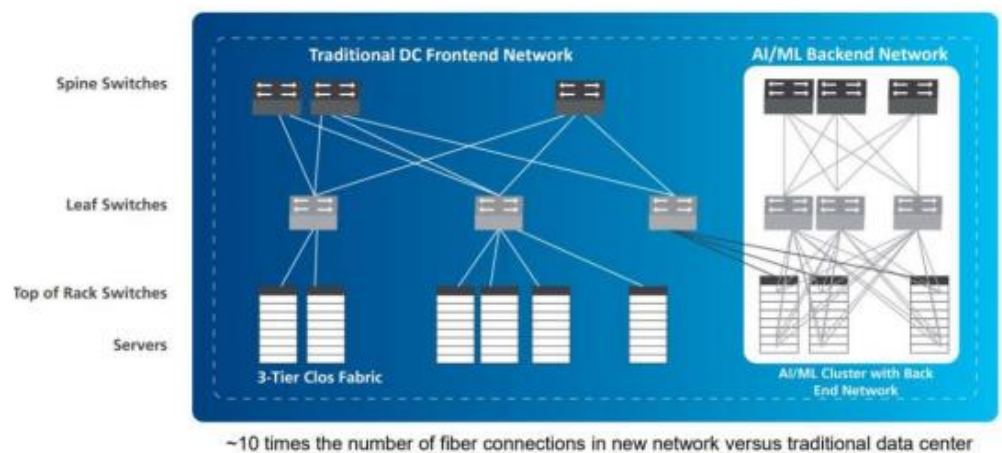 Traditional DC Frontend Network
AI/ML Backend Network
Spine Switches
Leaf Switches
Top of Rack Switches
Servers
3-Tier Clos Fabric
AI/ML Cluster with Back
End Network
~10 times the number of fiber connections in new network versus traditional data center